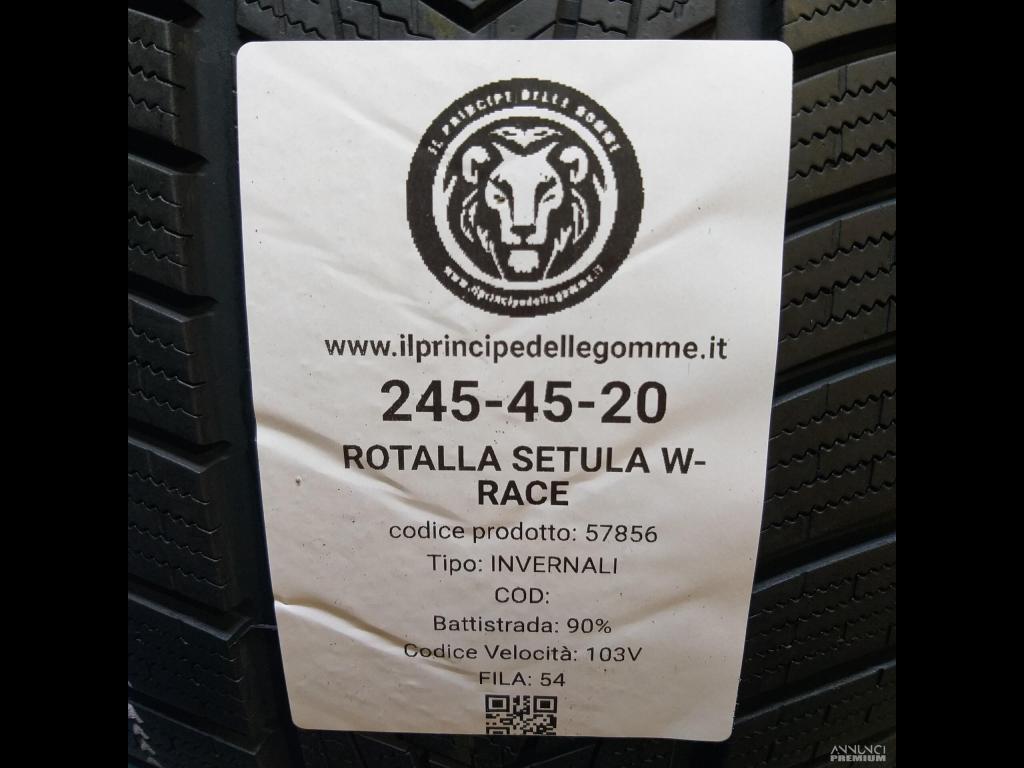 IL PRINCIPE DELLE GOMME
www.ilprincipedellegomme.it
www.ilprincipedellegomme.it
245-45-20
ROTALLA SETULA W-
RACE
codice prodotto: 57856
Tipo: INVERNALI
COD:
Battistrada: 90%
Codice Velocità: 103V
FILA: 54
ANNUNCI
PREMIUM